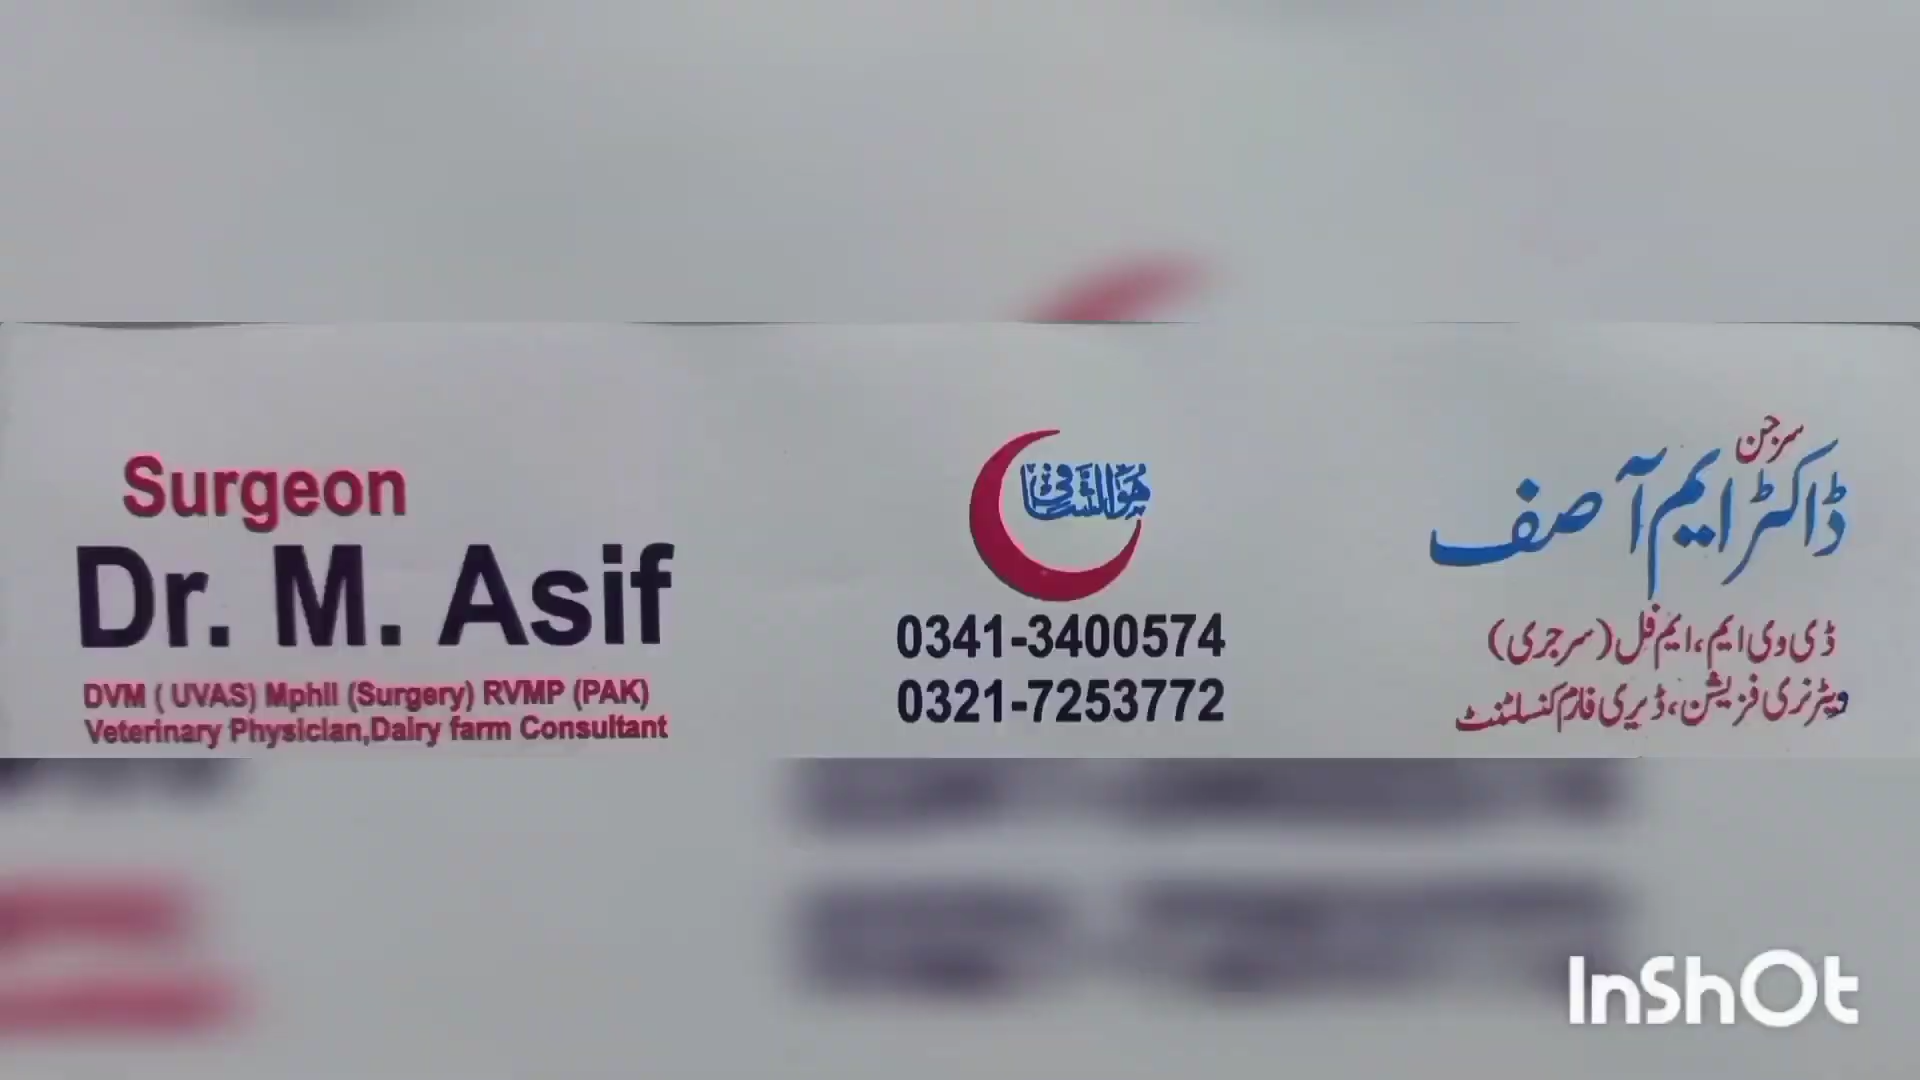 Surgeon
Dr. M. Asif
DVM ( UVAS) Mphil (Surgery) RVMP (PAK)
Veterinary Physician,Dairy farm Consultant
هو الشافی
0341-3400574
0321-7253772
سرجن
ڈاکٹر ایم آصف
ڈی وی ایم، ایم فل (سرجری)
ویٹرنری فزیشن، ڈیری فارم کنسلٹنٹ
InShOt